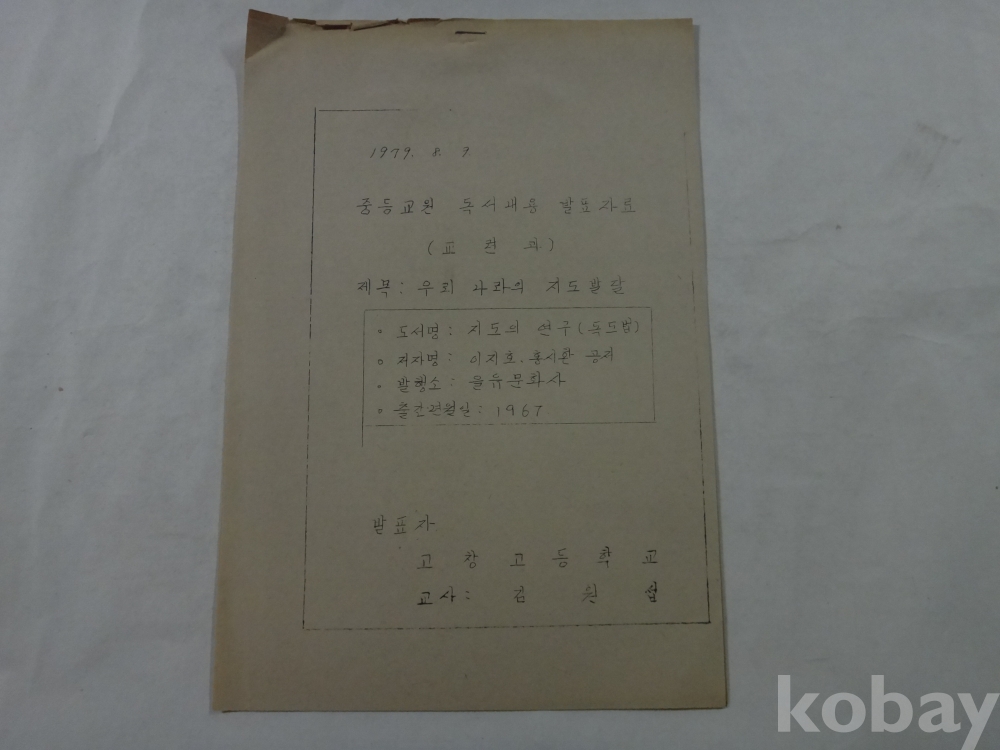 1979. 8. 9.
중등교원 독서내용 발표자료
(교 련 과)
제목: 우리 나라의 지도발달
◦ 도서명: 지도의 연구(독도법)
◦ 저자명: 이지호. 홍시환 공저
◦ 발행소: 을유문화사
◦ 출간년월일: 1967
발표자
고 창 고 등 학 교
교사: 김 원 섭
kobay